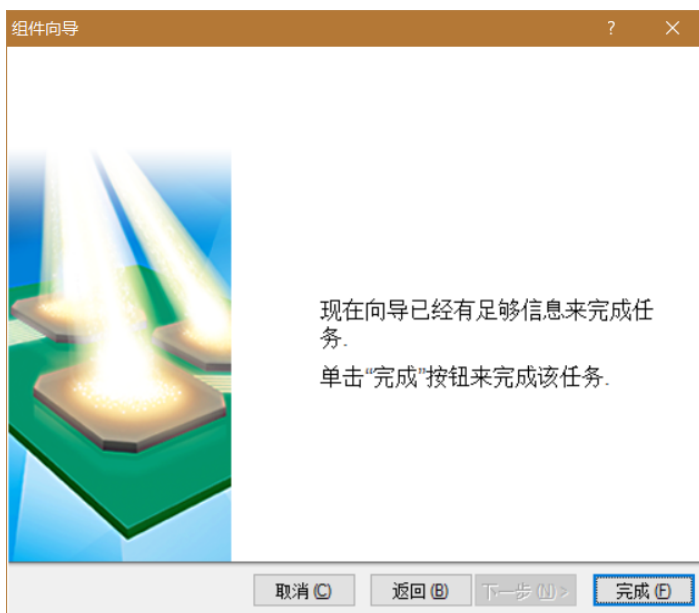 组件向导
现在向导已经有足够信息来完成任
务.
单击“完成”按钮来完成该任务.
取消(C) 返回(B) 下一步(N)> 完成(F)